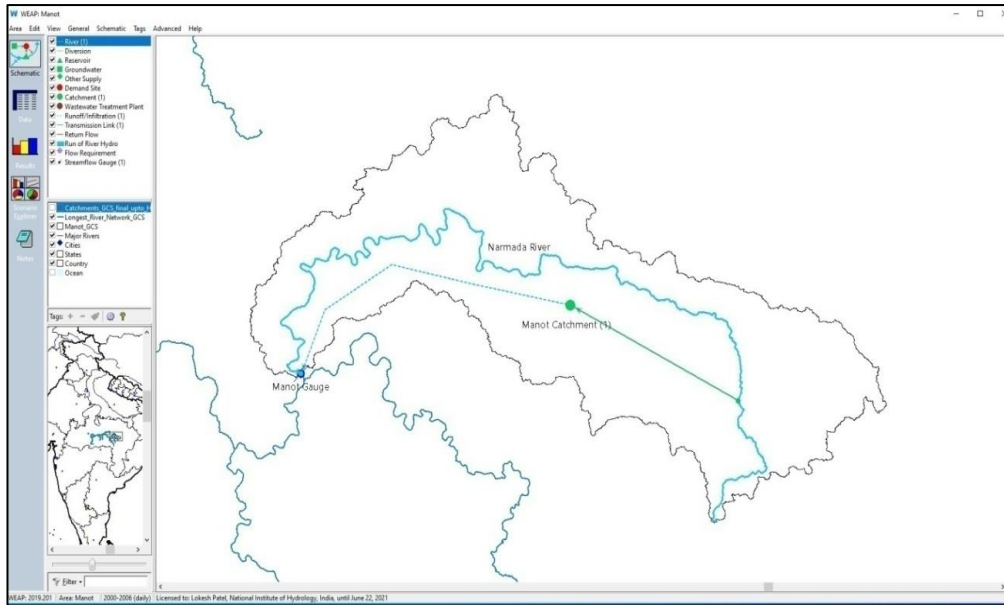 WEAP: Manot
Area Edit View General Schematic Tags Advanced Help
Schematic
Data
Results
Scenario Explorer
Notes
River (1)
Diversion
Reservoir
Groundwater
Other Supply
Demand Site
Catchment (1)
Wastewater Treatment Plant
Runoff/Infiltration (1)
Transmission Link (1)
Return Flow
Run of River Hydro
Flow Requirement
Streamflow Gauge (1)
Longest_River_Network_GCS
Manot_GCS
Major Rivers
Cities
States
Country
Ocean
Tags:
Filter
Narmada River
Manot Catchment (1)
Manot Gauge
WEAP: 2019.201 Area: Manot 2000-2006 (daily) Licensed to: Lokesh Patel, National Institute of Hydrology, India, until June 22, 2021